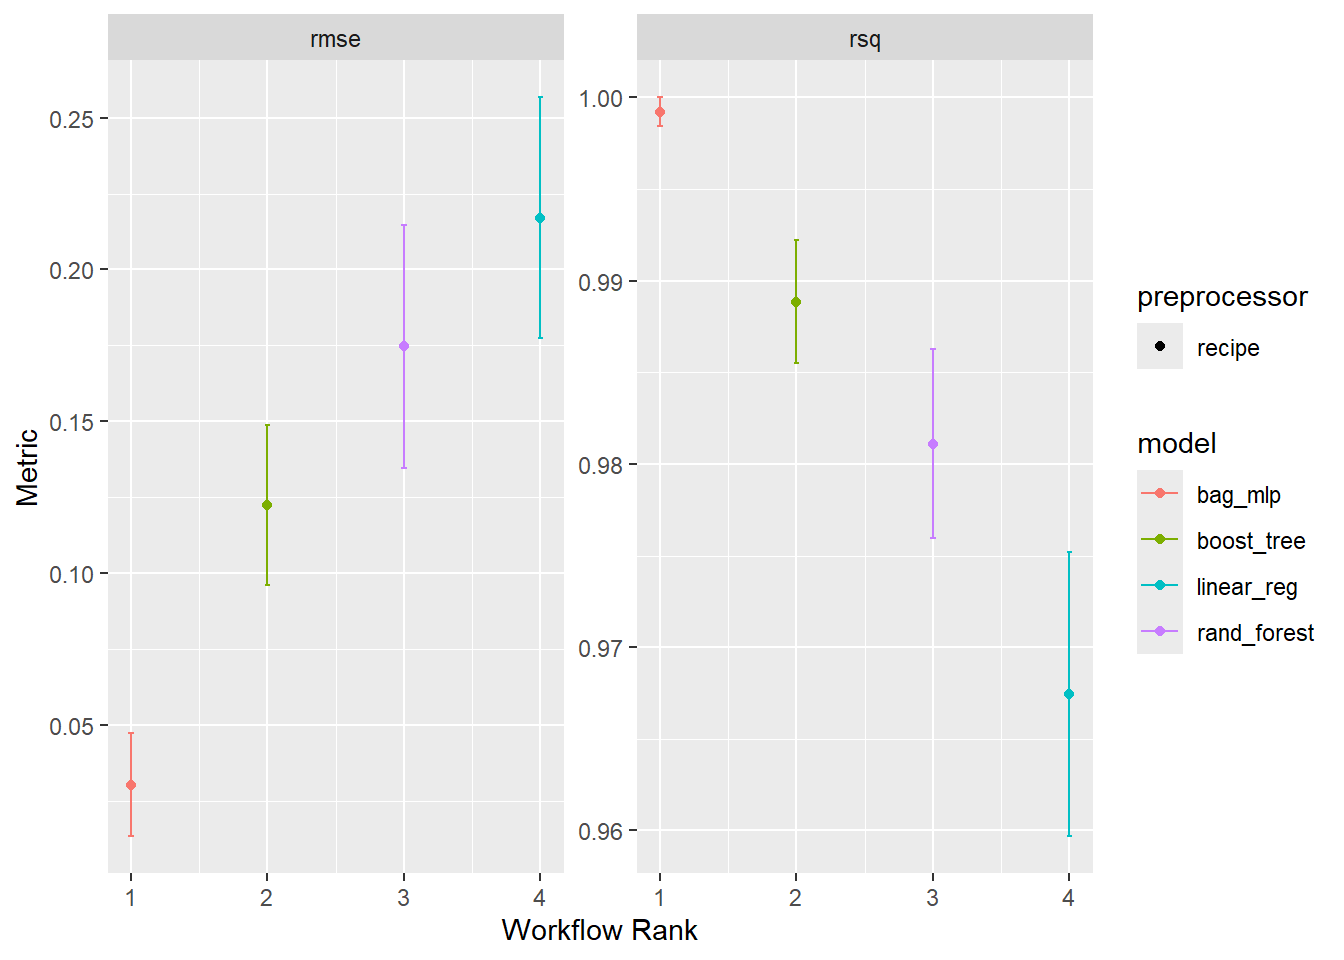 rmse
rsq
Metric
0.25
0.20
0.15
0.10
0.05
1.00
0.99
0.98
0.97
0.96
1 2 3 4
1 2 3 4
Workflow Rank
preprocessor
recipe
model
bag_mlp
boost_tree
linear_reg
rand_forest